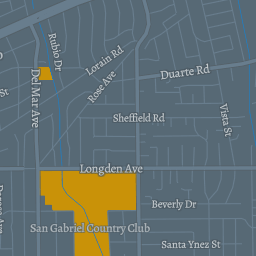 Rubio Dr
Lorain Rd
Duarte Rd
Rose Ave
St
Del Mar Ave
Sheffield Rd
Vista St
Longden Ave
Beverly Dr
San Gabriel Country Club
Santa Ynez St